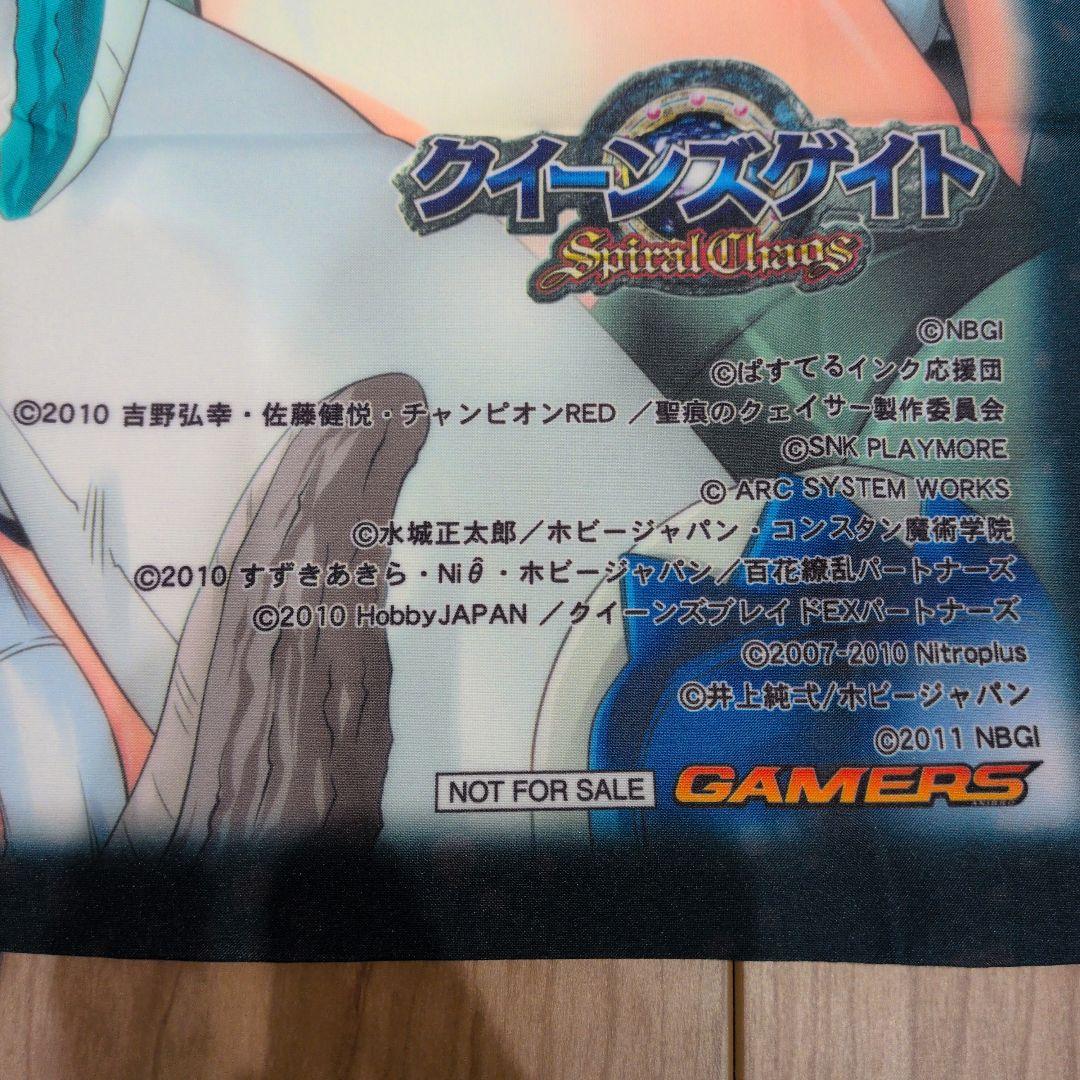 クイーンズゲイト
Spiral Chaos
©NBGI
©ぱすてるインク応援団
©2010 吉野弘幸・佐藤健悦・チャンピオンRED ／聖痕のクェイサー製作委員会
©SNK PLAYMORE
© ARC SYSTEM WORKS
©水城正太郎／ホビージャパン・コンスタン魔術学院
©2010 すずきあきら・Niθ・ホビージャパン／百花繚乱パートナーズ
©2010 HobbyJAPAN ／クイーンズブレイドEXパートナーズ
©2007-2010 Nitroplus
©井上純弌/ホビージャパン
©2011 NBGI
NOT FOR SALE GAMERS